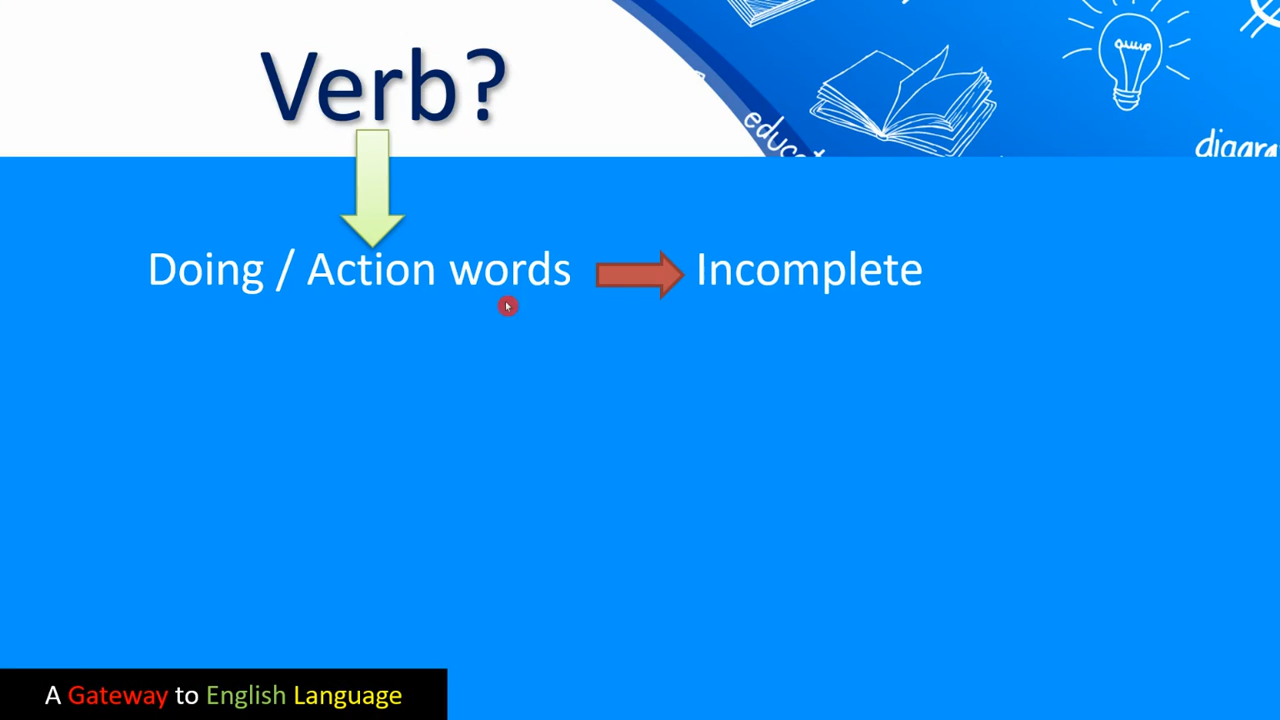 Verb?
Doing / Action words Incomplete
A Gateway to English Language